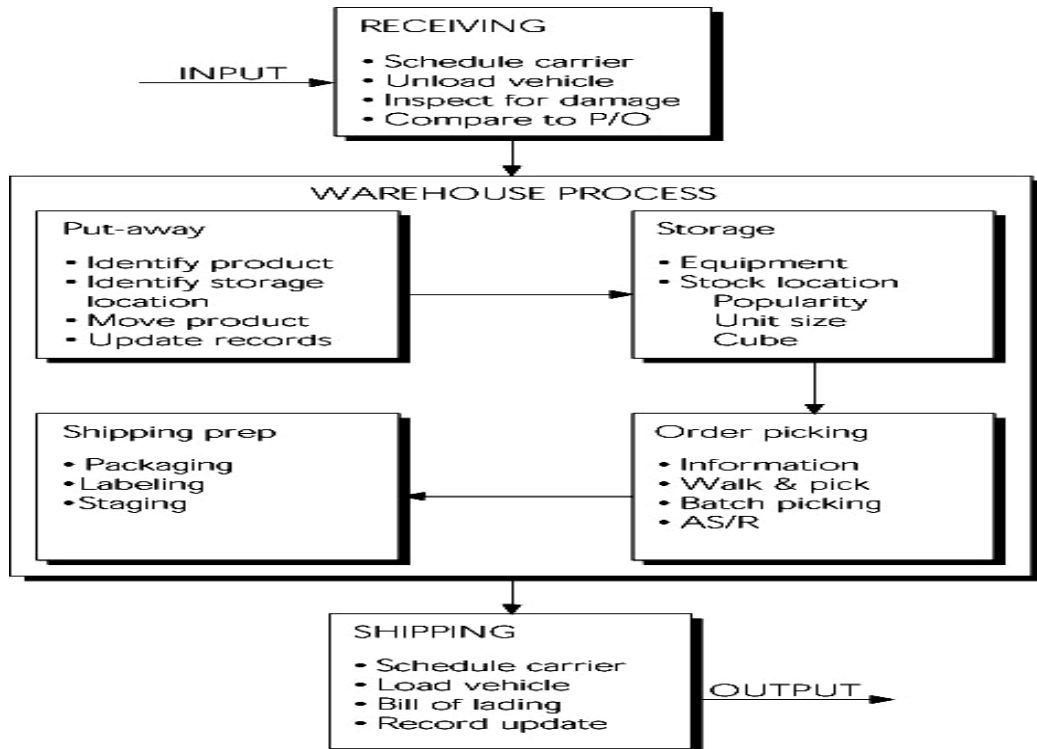 RECEIVING
• Schedule carrier
• Unload vehicle
• Inspect for damage
• Compare to P/O
INPUT
WAREHOUSE PROCESS
Put-away
• Identify product
• Identify storage
location
• Move product
• Update records
Storage
• Equipment
• Stock location
Popularity
Unit size
Cube
Order picking
• Information
• Walk & pick
• Batch picking
• AS/R
Shipping prep
• Packaging
•Labeling
•Staging
SHIPPING
• Schedule carrier
• Load vehicle
• Bill of lading
• Record update
OUTPUT